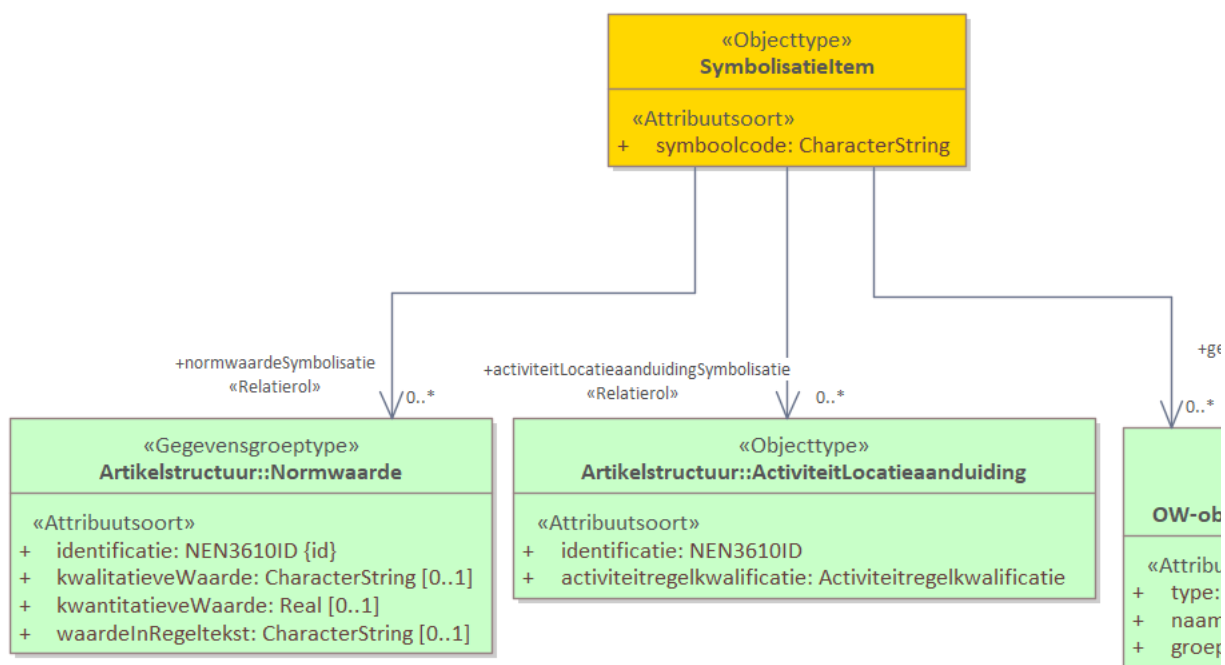 «Objecttype»
SymbolisatieItem
«Attribuutsoort»
+ symboolcode: CharacterString
+normwaardeSymbolisatie
«Relatierol»
0..*
+activiteitLocatieaanduidingSymbolisatie
«Relatierol»
0..*
0..*
«Gegevensgroeptype»
Artikelstructuur::Normwaarde
«Attribuutsoort»
+ identificatie: NEN3610ID {id}
+ kwalitatieveWaarde: CharacterString [0..1]
+ kwantitatieveWaarde: Real [0..1]
+ waardeInRegeltekst: CharacterString [0..1]
«Objecttype»
Artikelstructuur::ActiviteitLocatieaanduiding
«Attribuutsoort»
+ identificatie: NEN3610ID
+ activiteitregelkwalificatie: Activiteitregelkwalificatie
+ type: